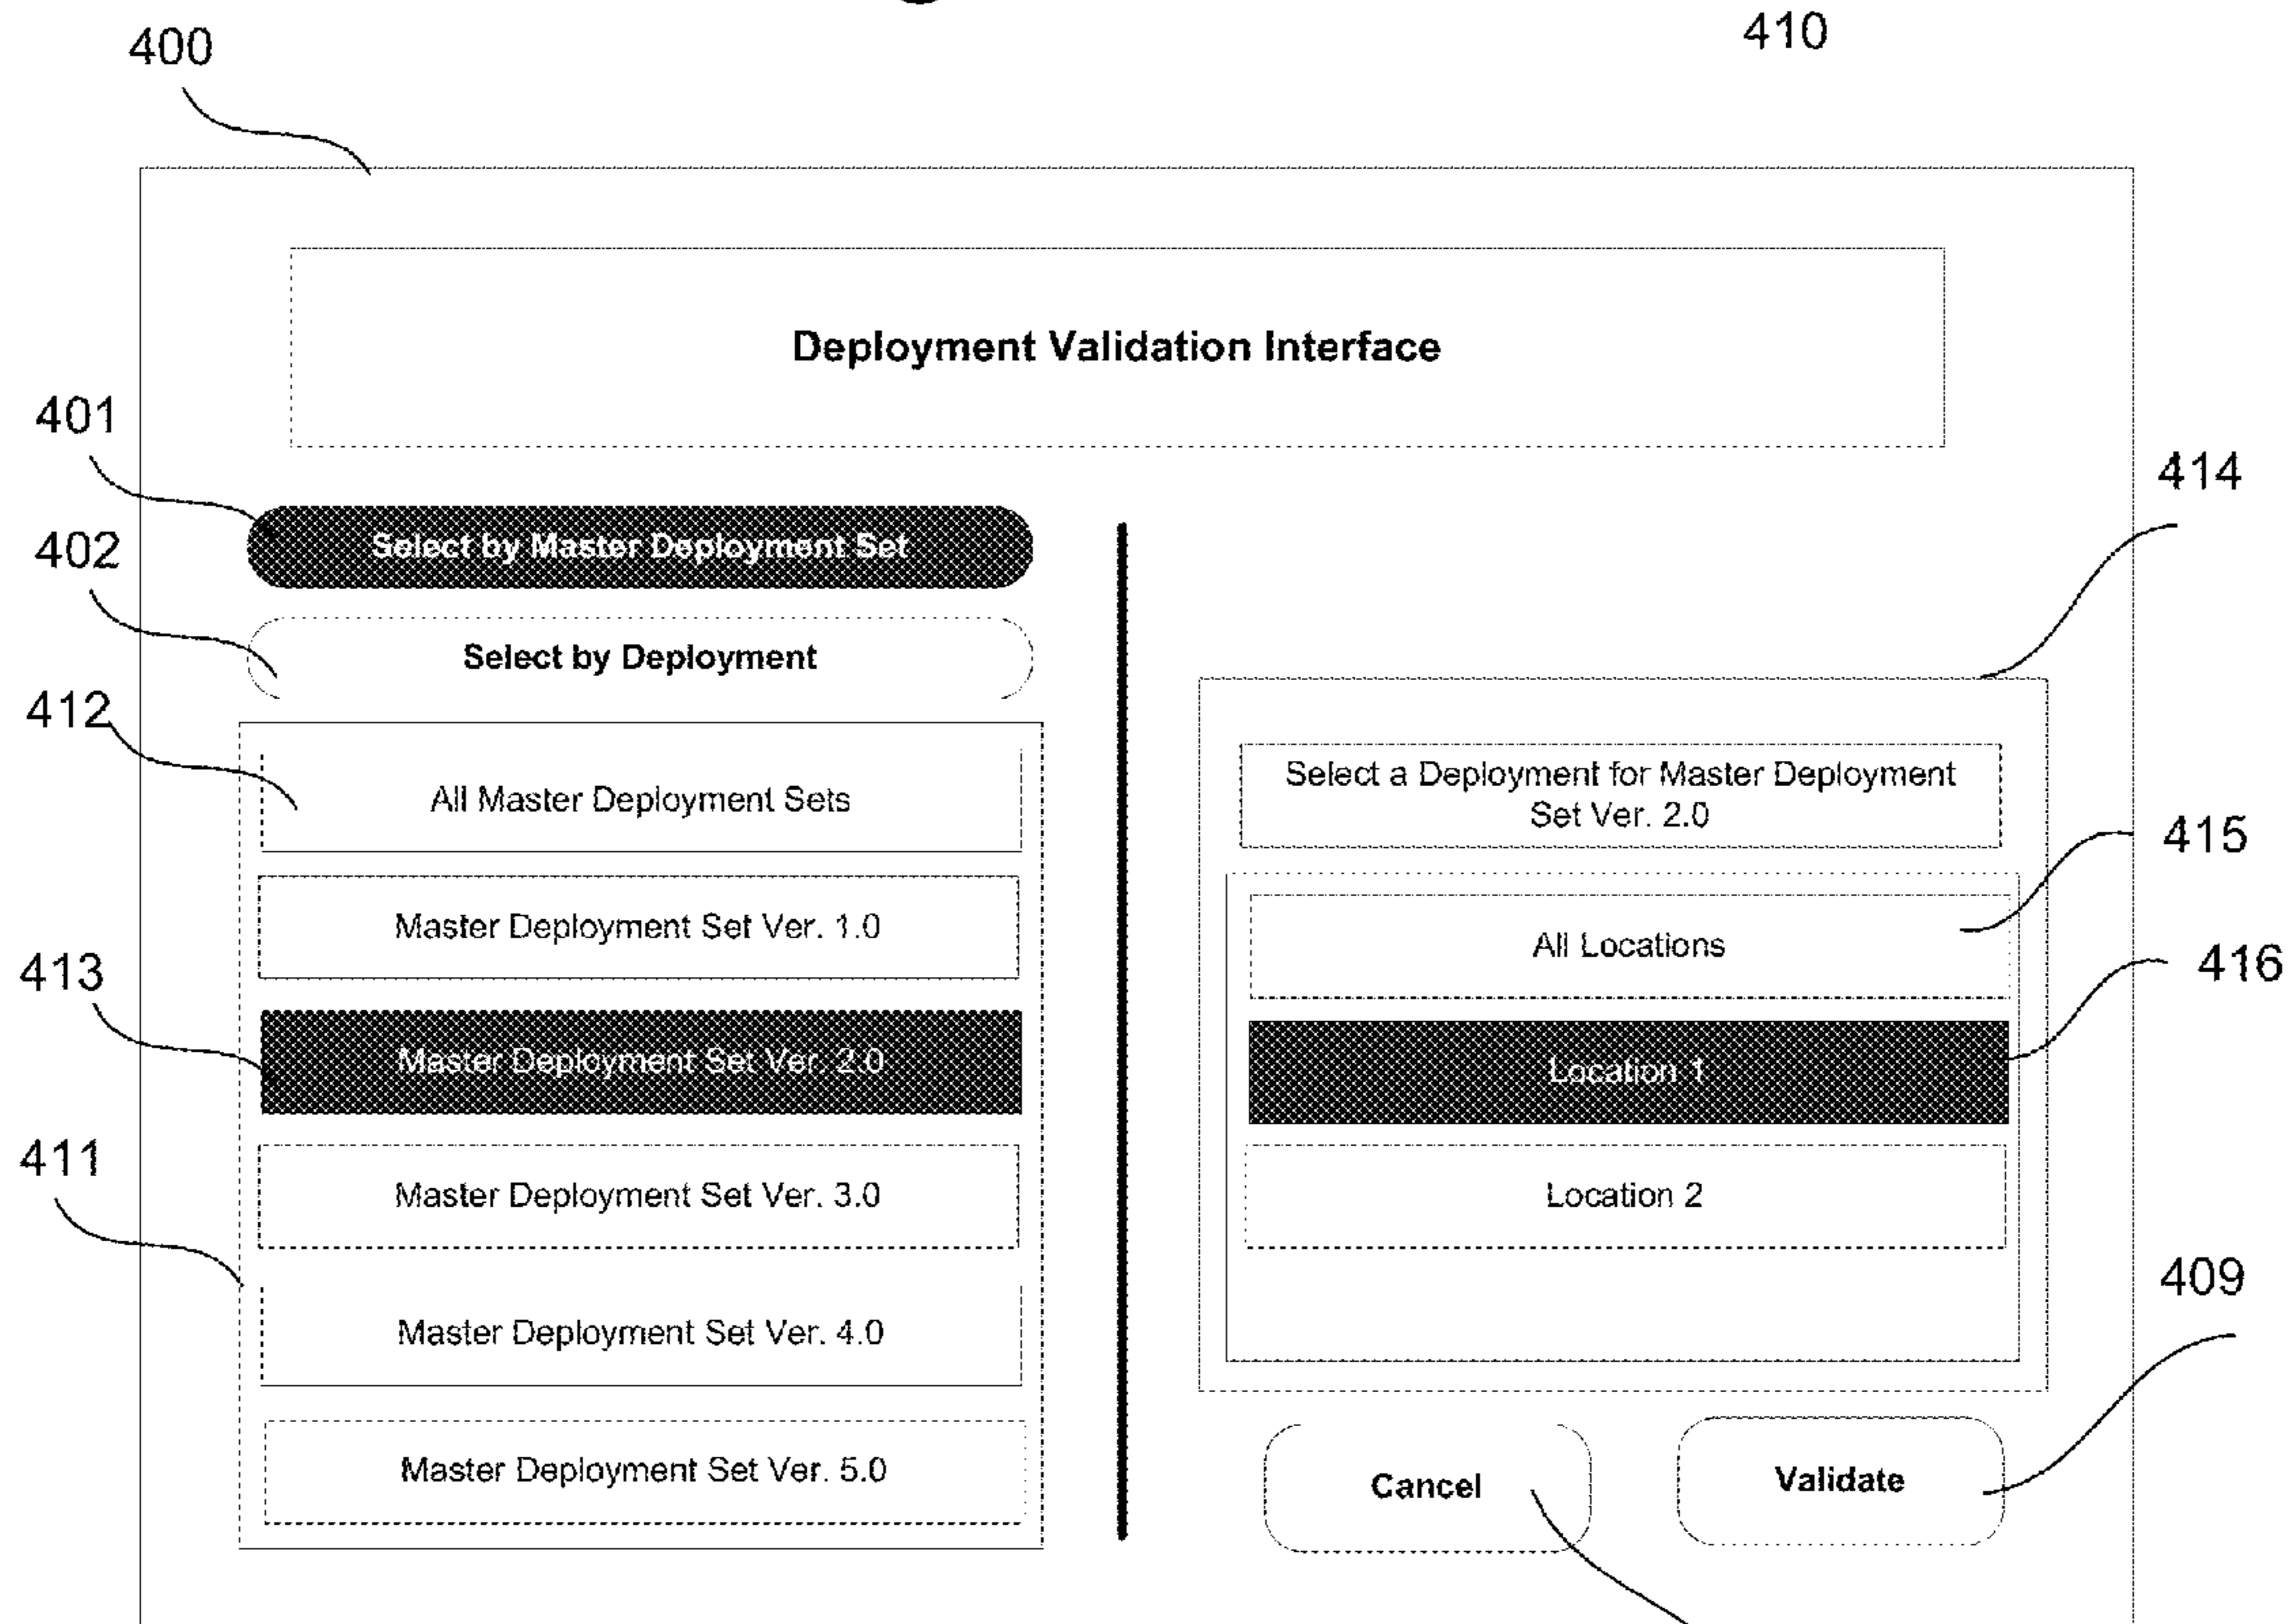 410
400
Deployment Validation Interface
401
414
Select by Master Deployment Set
402
Select by Deployment
412
All Master Deployment Sets
Select a Deployment for Master Deployment
Set Ver. 2.0
415
Master Deployment Set Ver. 1.0
All Locations
413
416
Master Deployment Set Ver. 2.0
Location 1
411
Master Deployment Set Ver. 3.0
Location 2
409
Master Deployment Set Ver. 4.0
Master Deployment Set Ver. 5.0
Cancel
Validate